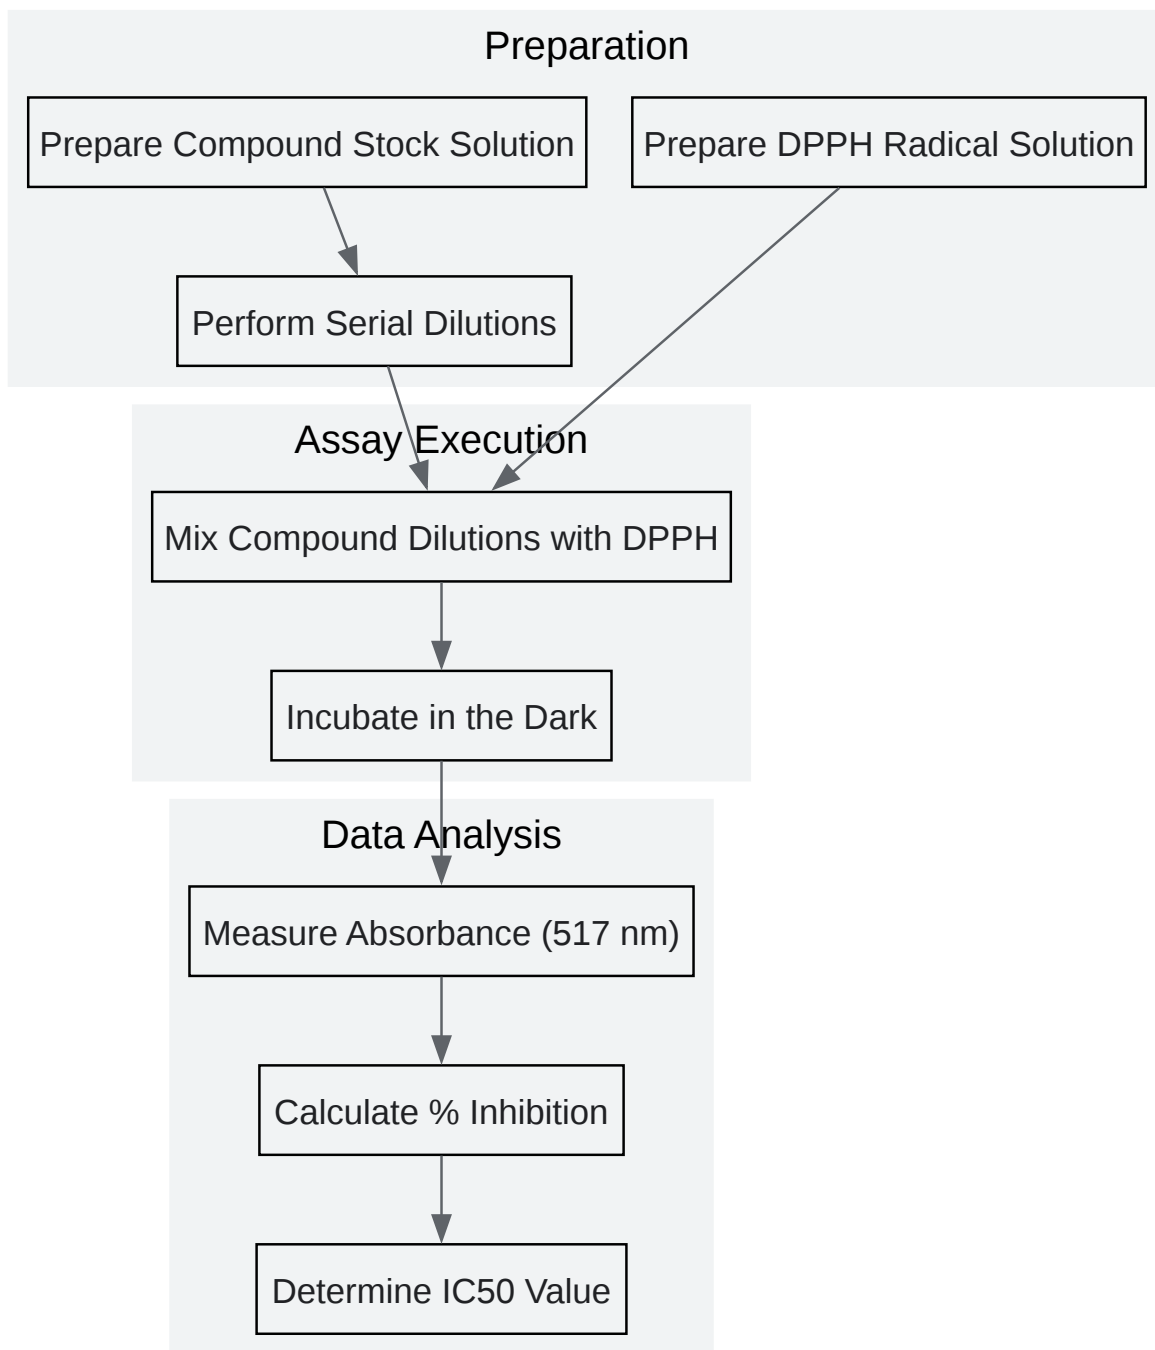 Preparation
Prepare Compound Stock Solution
Prepare DPPH Radical Solution
Perform Serial Dilutions
Assay Execution
Mix Compound Dilutions with DPPH
Incubate in the Dark
Data Analysis
Measure Absorbance (517 nm)
Calculate % Inhibition
Determine IC50 Value